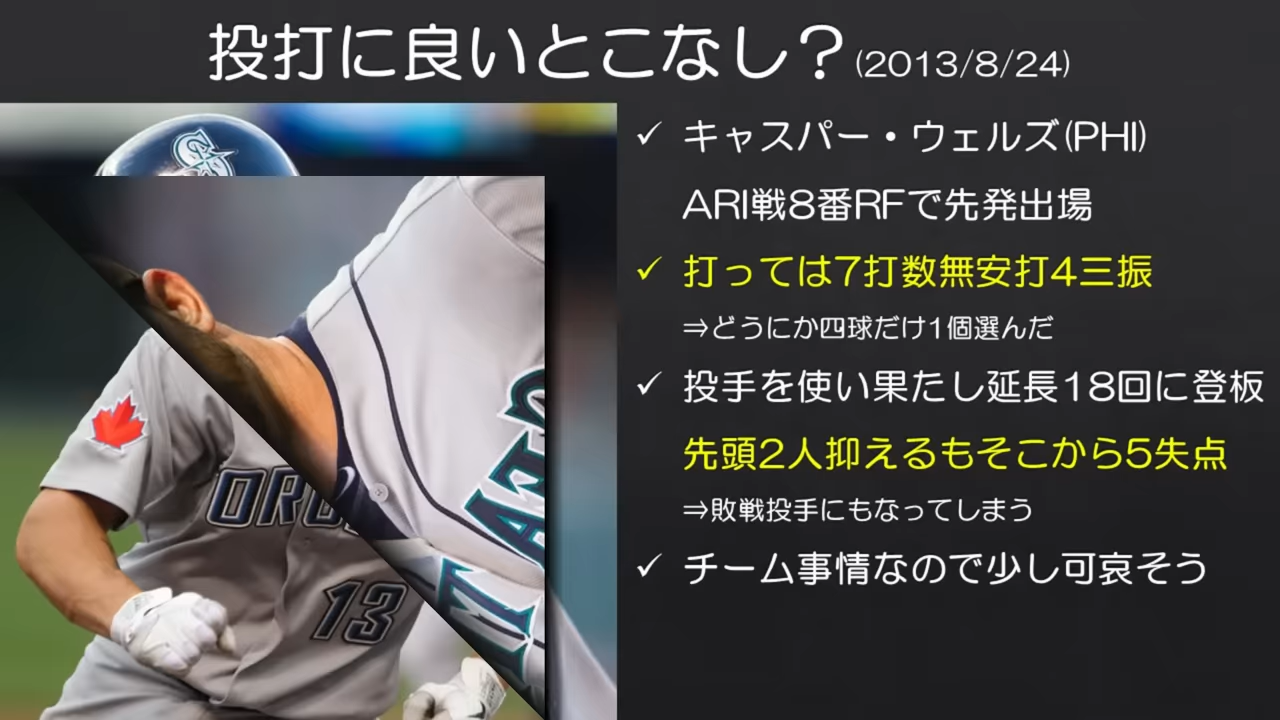 投打に良いとこなし？(2013/8/24)
✓ キャスパー・ウェルズ(PHI)
ARI戦8番RFで先発出場
✓ 打っては7打数無安打4三振
⇒どうにか四球だけ1個選んだ
✓ 投手を使い果たし延長18回に登板
先頭2人抑えるもそこから5失点
⇒敗戦投手にもなってしまう
✓ チーム事情なので少し可哀そう
S
ORO
13